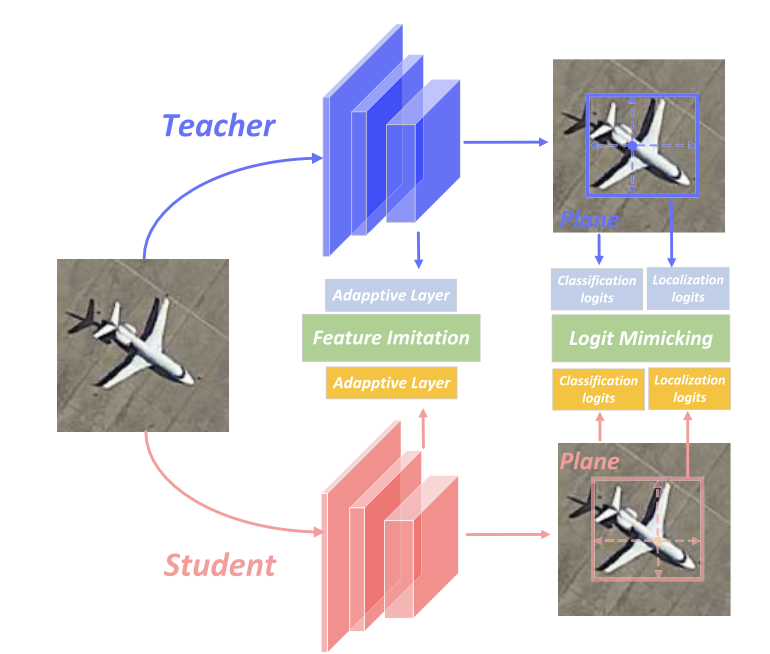 Teacher
Plane
Adapptive Layer
Classification
logits
Localization
logits
Feature Imitation
Logit Mimicking
Adapptive Layer
Classification
logits
Localization
logits
Plane
Student